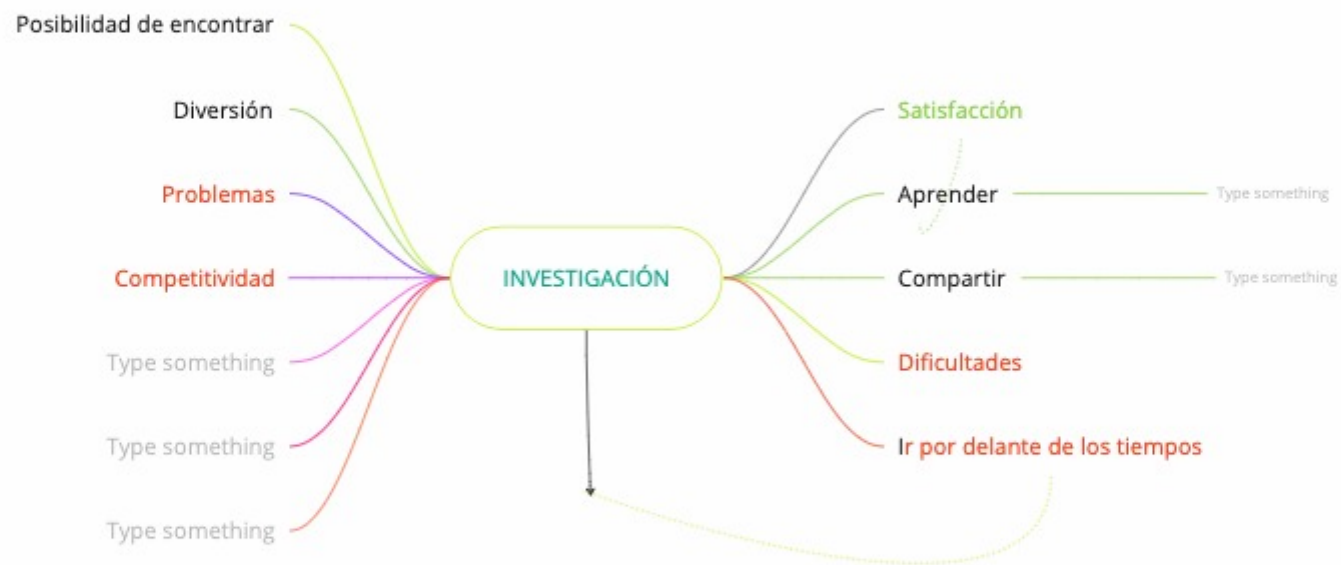 Posibilidad de encontrar
Diversión
Problemas
Competitividad
Type something
Type something
Type something
INVESTIGACIÓN
Satisfacción
Aprender
Type something
Compartir
Type something
Dificultades
Ir por delante de los tiempos